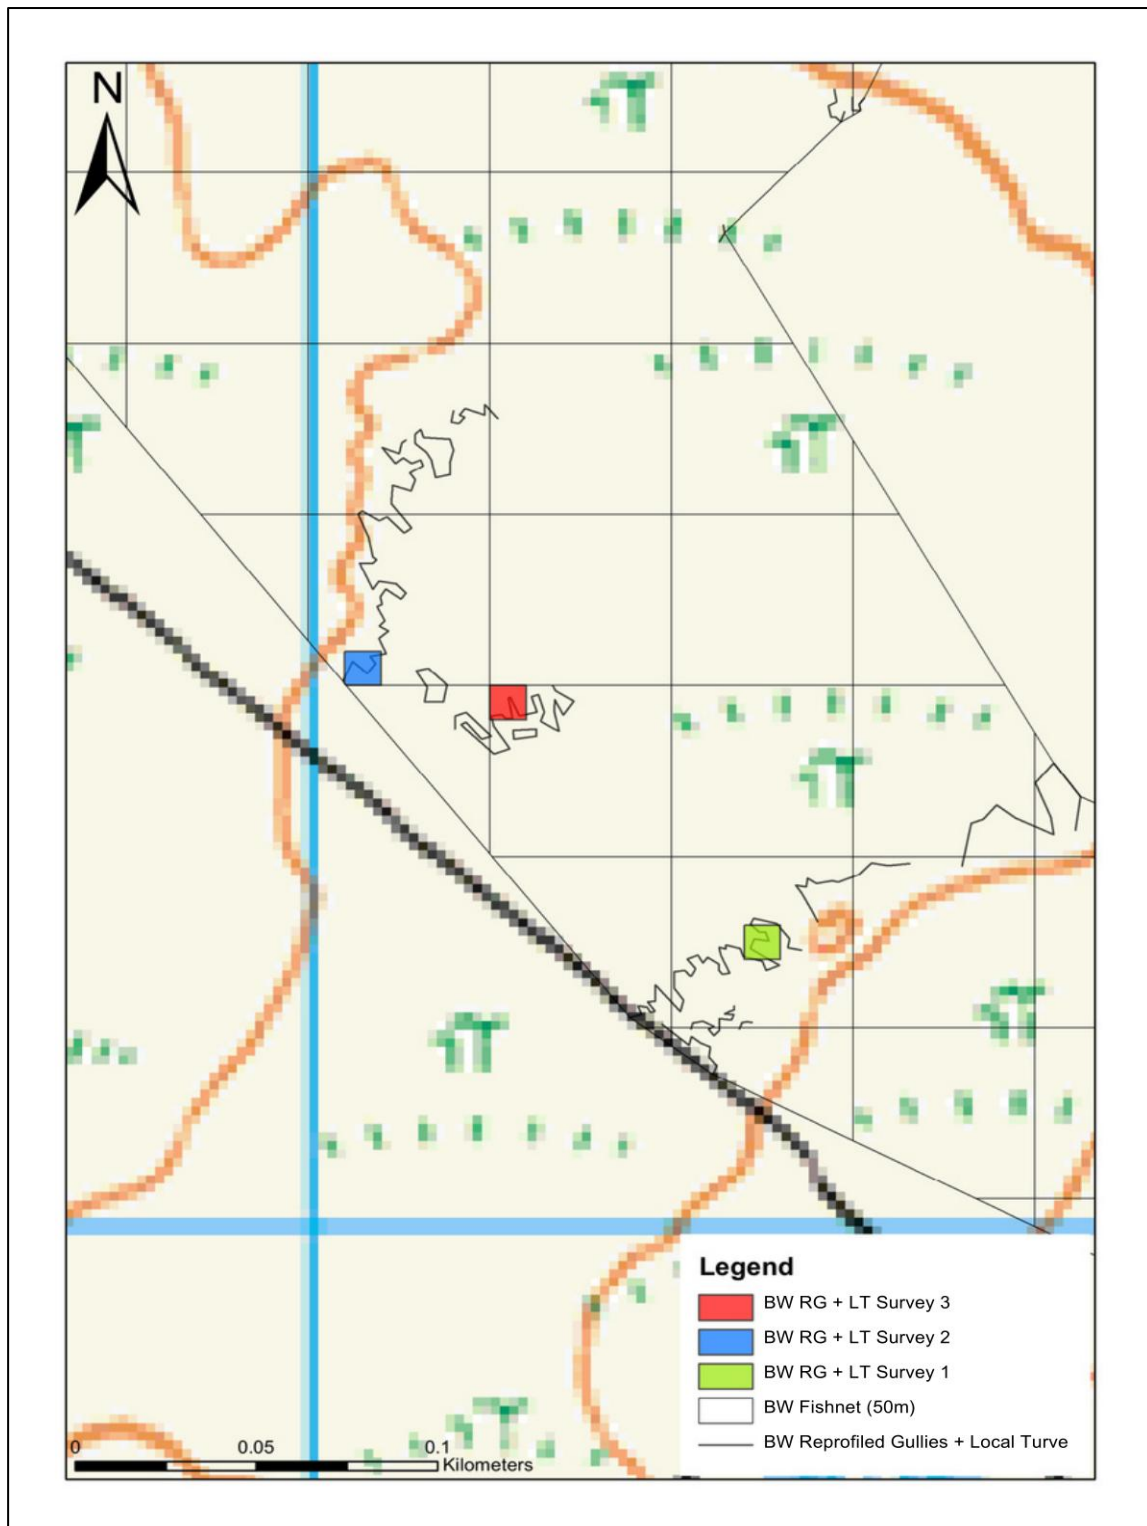 N
Legend
BW RG + LT Survey 3
BW RG + LT Survey 2
BW RG + LT Survey 1
BW Fishnet (50m)
BW Reprofiled Gullies + Local Turve
0 0.05 0.1
Kilometers